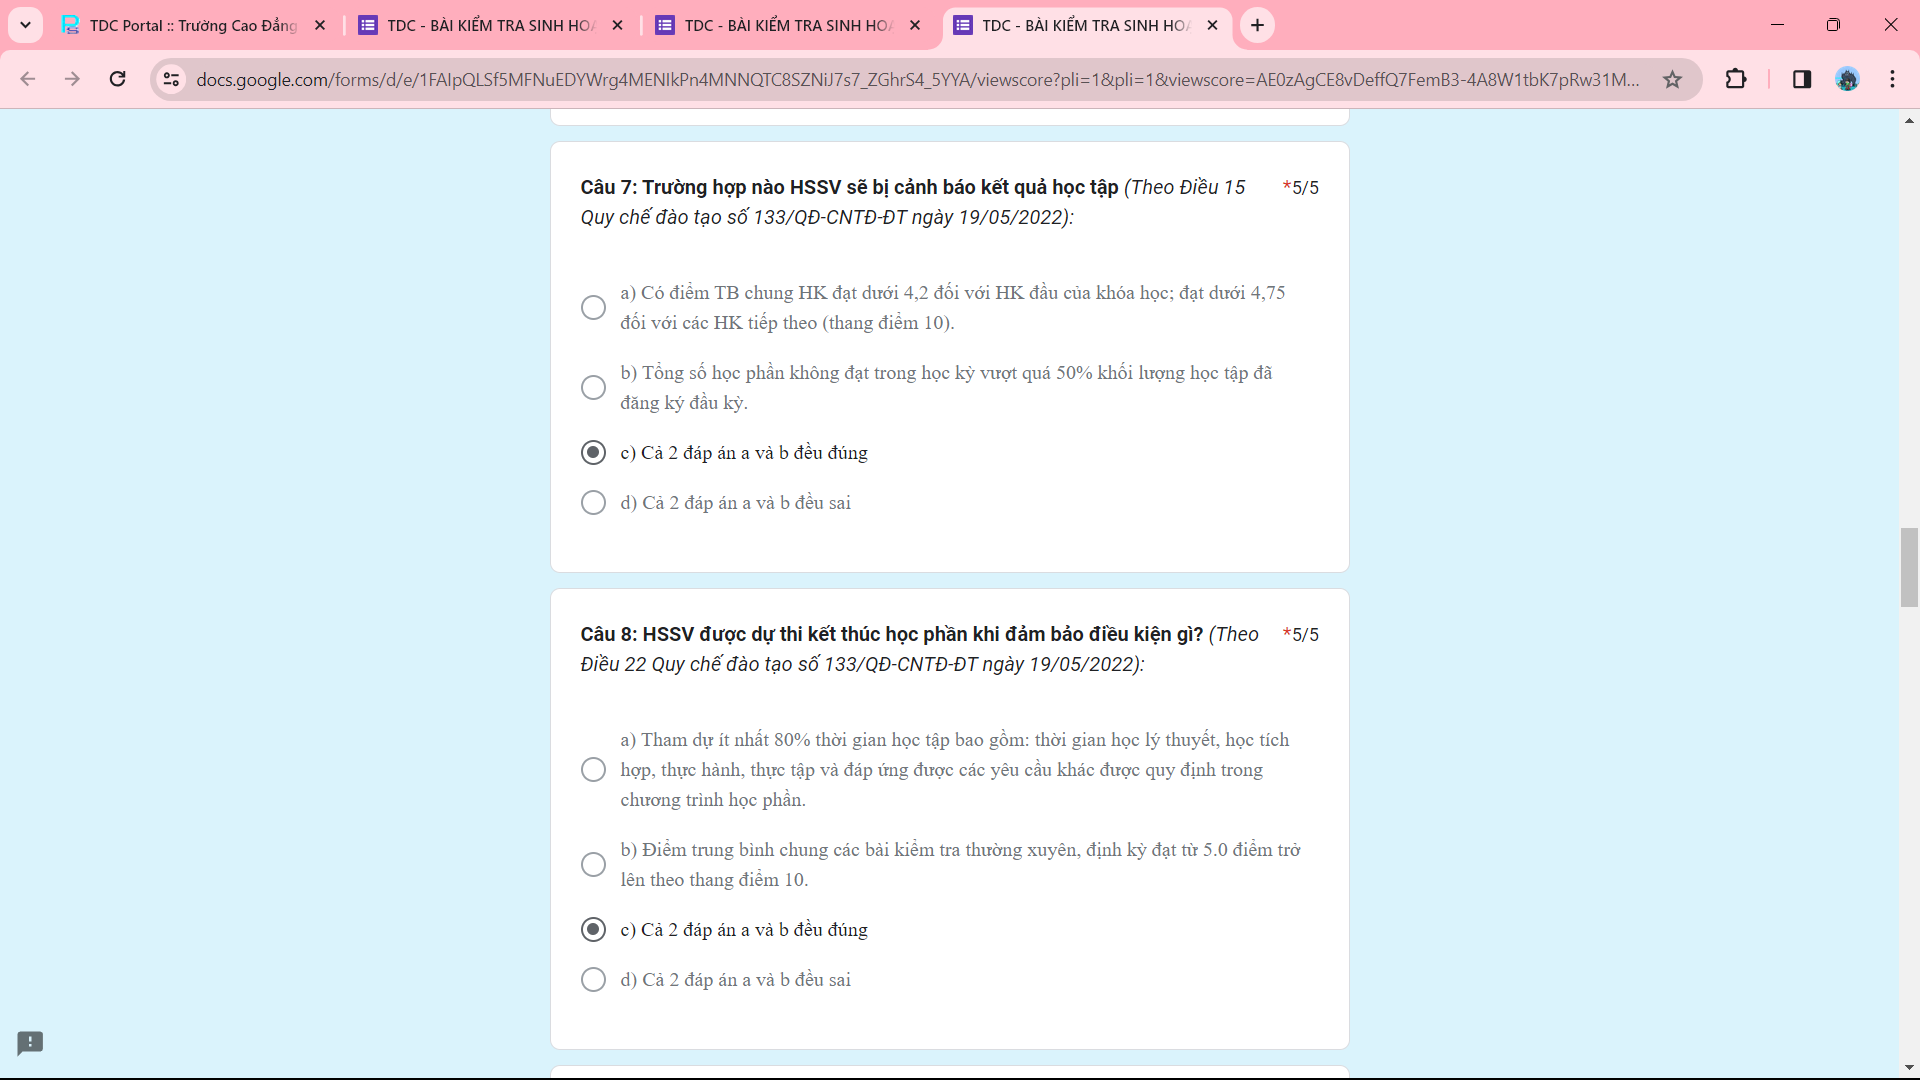 TDC Portal :: Trường Cao Đẳng
TDC - BÀI KIỂM TRA SINH HOẠ
TDC - BÀI KIỂM TRA SINH HOẠ
TDC - BÀI KIỂM TRA SINH HOẠ
docs.google.com/forms/d/e/1FAIpQLSf5MFNuEDYWrg4MENIkPn4MNNQTC8SZNiJ7s7_ZGhrS4_5YYA/viewscore?pli=1&pli=1&viewscore=AE0zAgCE8vDeffQ7FemB3-4A8W1tbK7pRw31M...
Câu 7: Trường hợp nào HSSV sẽ bị cảnh báo kết quả học tập (Theo Điều 15 *5/5
Quy chế đào tạo số 133/QĐ-CNTĐ-ĐT ngày 19/05/2022):
a) Có điểm TB chung HK đạt dưới 4,2 đối với HK đầu của khóa học; đạt dưới 4,75
đối với các HK tiếp theo (thang điểm 10).
b) Tổng số học phần không đạt trong học kỳ vượt quá 50% khối lượng học tập đã
đăng ký đầu kỳ.
c) Cả 2 đáp án a và b đều đúng
d) Cả 2 đáp án a và b đều sai
Câu 8: HSSV được dự thi kết thúc học phần khi đảm bảo điều kiện gì? (Theo *5/5
Điều 22 Quy chế đào tạo số 133/QĐ-CNTĐ-ĐT ngày 19/05/2022):
a) Tham dự ít nhất 80% thời gian học tập bao gồm: thời gian học lý thuyết, học tích
hợp, thực hành, thực tập và đáp ứng được các yêu cầu khác được quy định trong
chương trình học phần.
b) Điểm trung bình chung các bài kiểm tra thường xuyên, định kỳ đạt từ 5.0 điểm trở
lên theo thang điểm 10.
c) Cả 2 đáp án a và b đều đúng
d) Cả 2 đáp án a và b đều sai